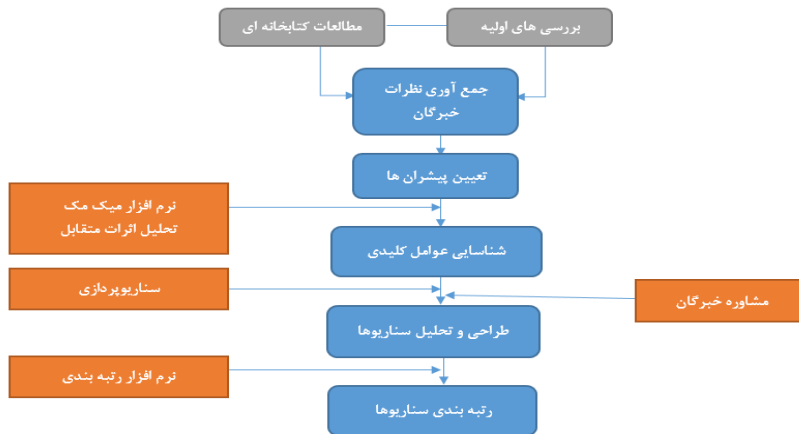 بررسی های اولیه
مطالعات کتابخانه ای
جمع آوری نظرات
خبرگان
تعیین پیشران ها
نرم افزار میک مک
تحلیل اثرات متقابل
شناسایی عوامل کلیدی
سناریوپردازی
مشاوره خبرگان
طراحی و تحلیل سناریوها
نرم افزار رتبه بندی
رتبه بندی سناریوها